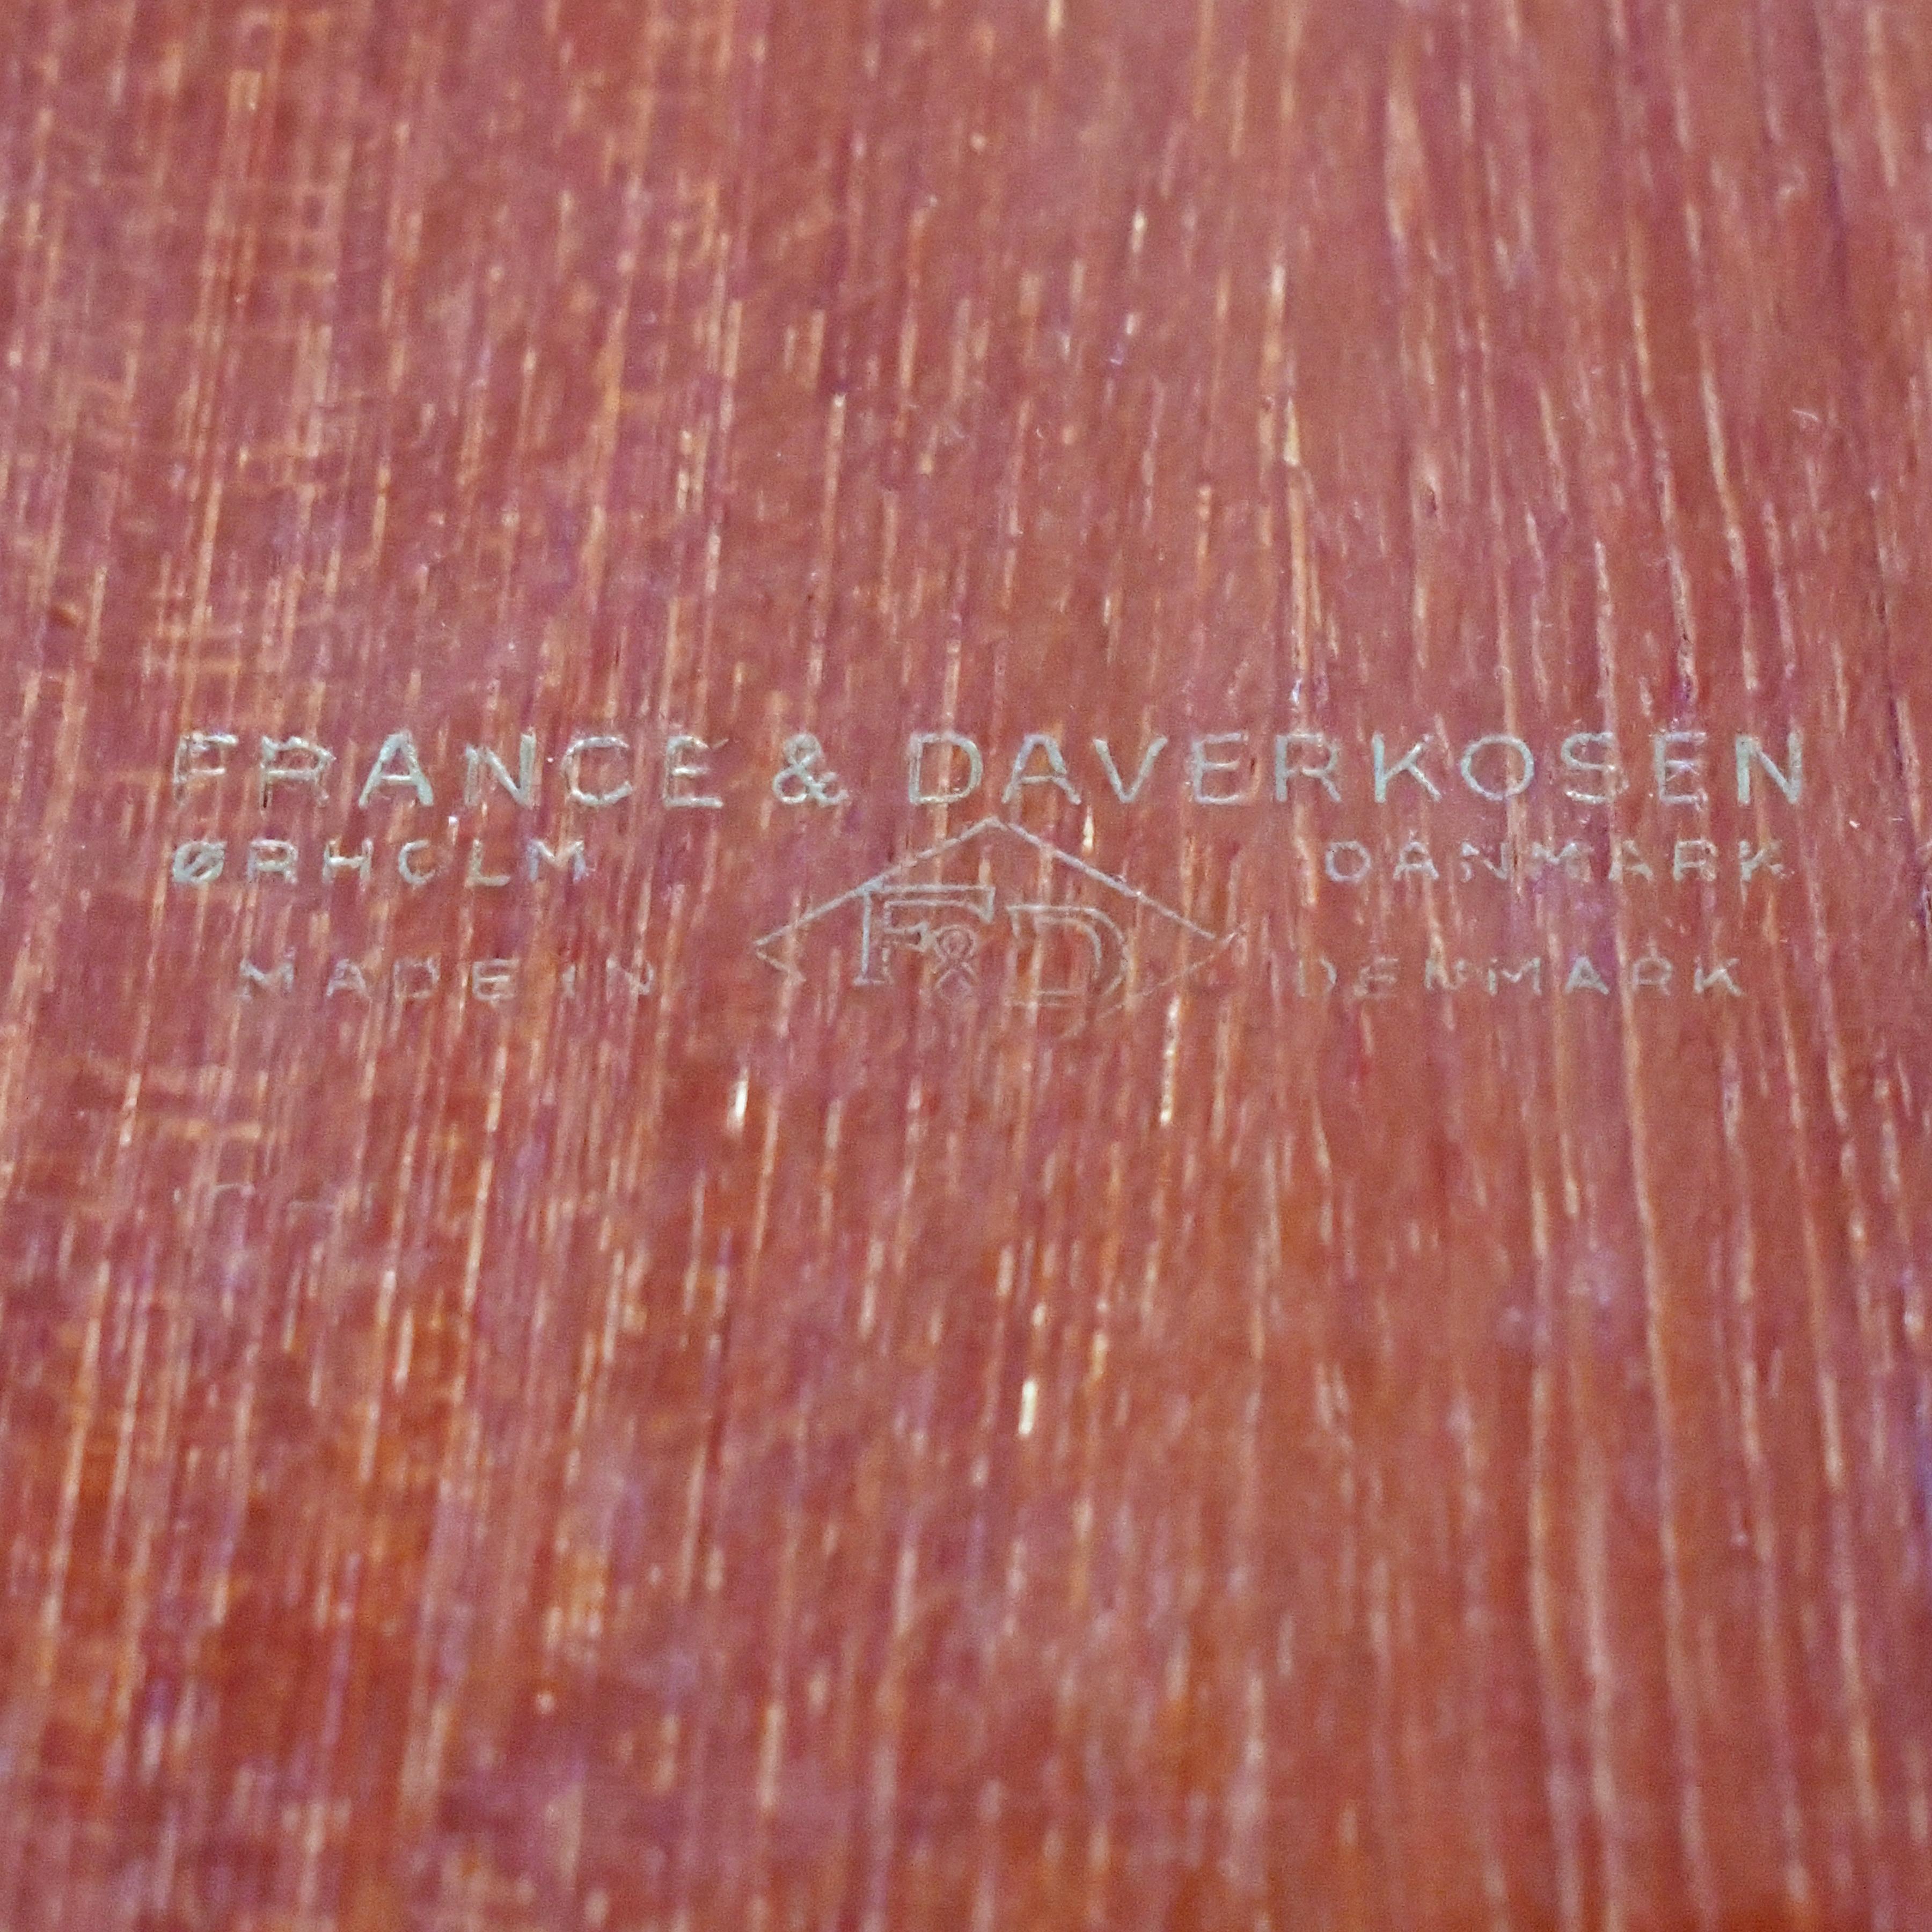 FRANCE & DAVERKOSEN
ØRHOLM DANMARK
F&D
MADE IN DENMARK